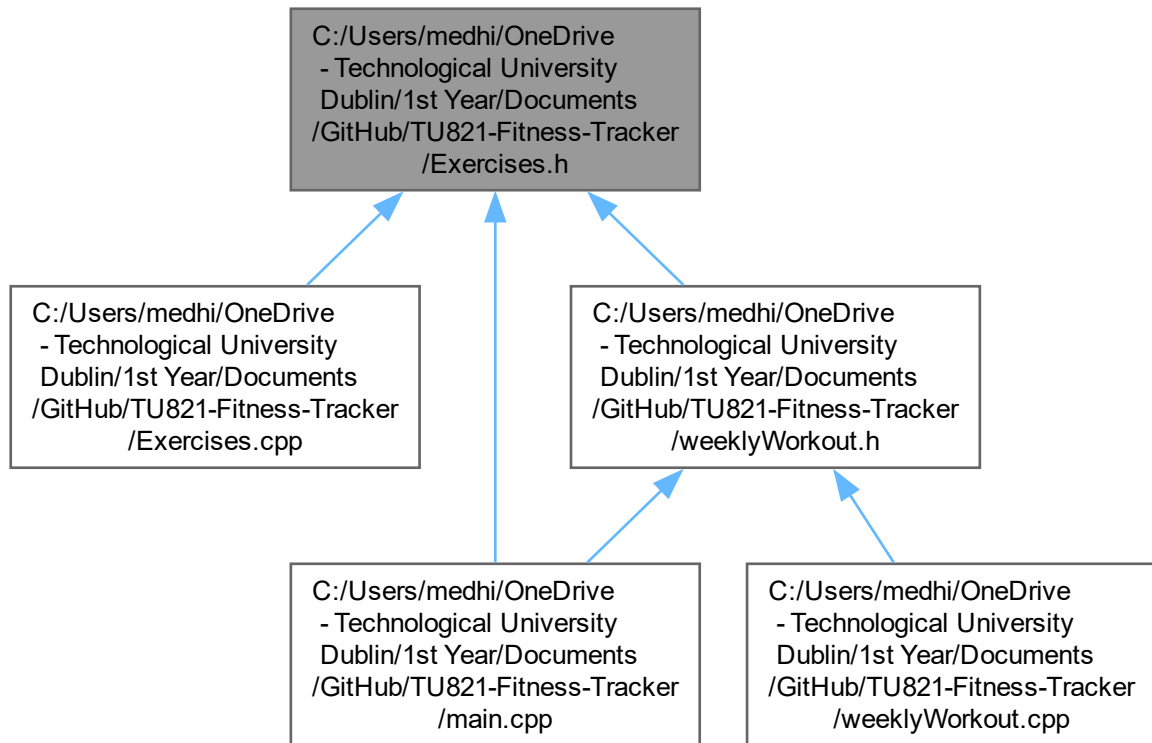 C:/Users/medhi/OneDrive
- Technological University
Dublin/1st Year/Documents
/GitHub/TU821-Fitness-Tracker
/Exercises.h
C:/Users/medhi/OneDrive
- Technological University
Dublin/1st Year/Documents
/GitHub/TU821-Fitness-Tracker
/Exercises.cpp
C:/Users/medhi/OneDrive
- Technological University
Dublin/1st Year/Documents
/GitHub/TU821-Fitness-Tracker
/weeklyWorkout.h
C:/Users/medhi/OneDrive
- Technological University
Dublin/1st Year/Documents
/GitHub/TU821-Fitness-Tracker
/main.cpp
C:/Users/medhi/OneDrive
- Technological University
Dublin/1st Year/Documents
/GitHub/TU821-Fitness-Tracker
/weeklyWorkout.cpp